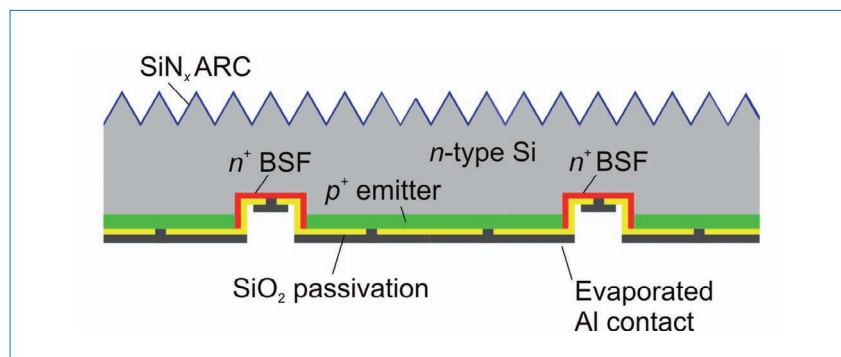 SiNx ARC
n-type Si
n+ BSF
n+ BSF
p+ emitter
SiO2 passivation
Evaporated
Al contact